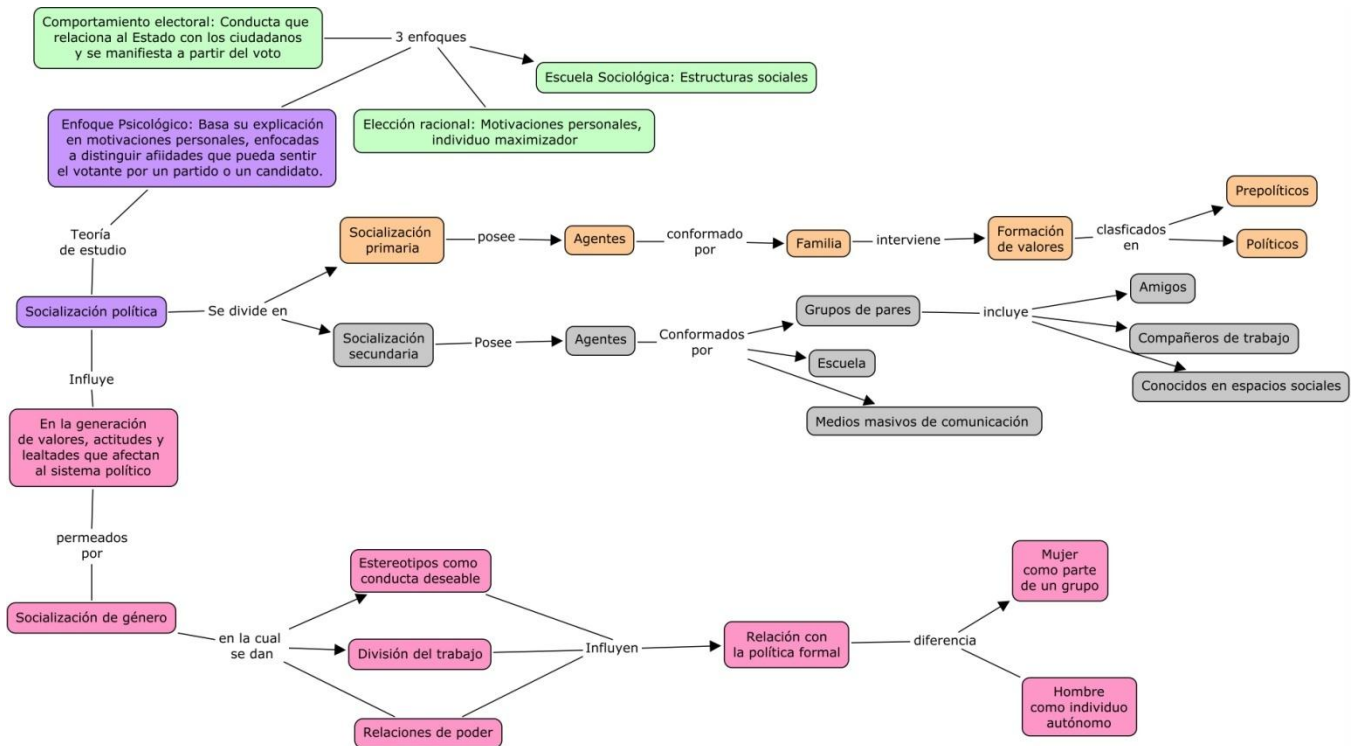 Comportamiento electoral: Conducta que
relaciona al Estado con los ciudadanos
y se manifiesta a partir del voto
3 enfoques
Escuela Sociológica: Estructuras sociales
Elección racional: Motivaciones personales,
individuo maximizador
Enfoque Psicológico: Basa su explicación
en motivaciones personales, enfocadas
a distinguir afiidades que pueda sentir
el votante por un partido o un candidato.
Teoría
de estudio
Socialización política
Se divide en
Socialización
primaria
posee
Agentes
conformado
por
Familia
interviene
Formación
de valores
clasficados
en
Prepolíticos
Políticos
Socialización
secundaria
Posee
Agentes
Conformados
por
Grupos de pares
incluye
Amigos
Compañeros de trabajo
Conocidos en espacios sociales
Escuela
Medios masivos de comunicación
Influye
En la generación
de valores, actitudes y
lealtades que afectan
al sistema político
permeados
por
Socialización de género
en la cual
se dan
Estereotipos como
conducta deseable
División del trabajo
Relaciones de poder
Influyen
Relación con
la política formal
diferencia
Mujer
como parte
de un grupo
Hombre
como individuo
autónomo